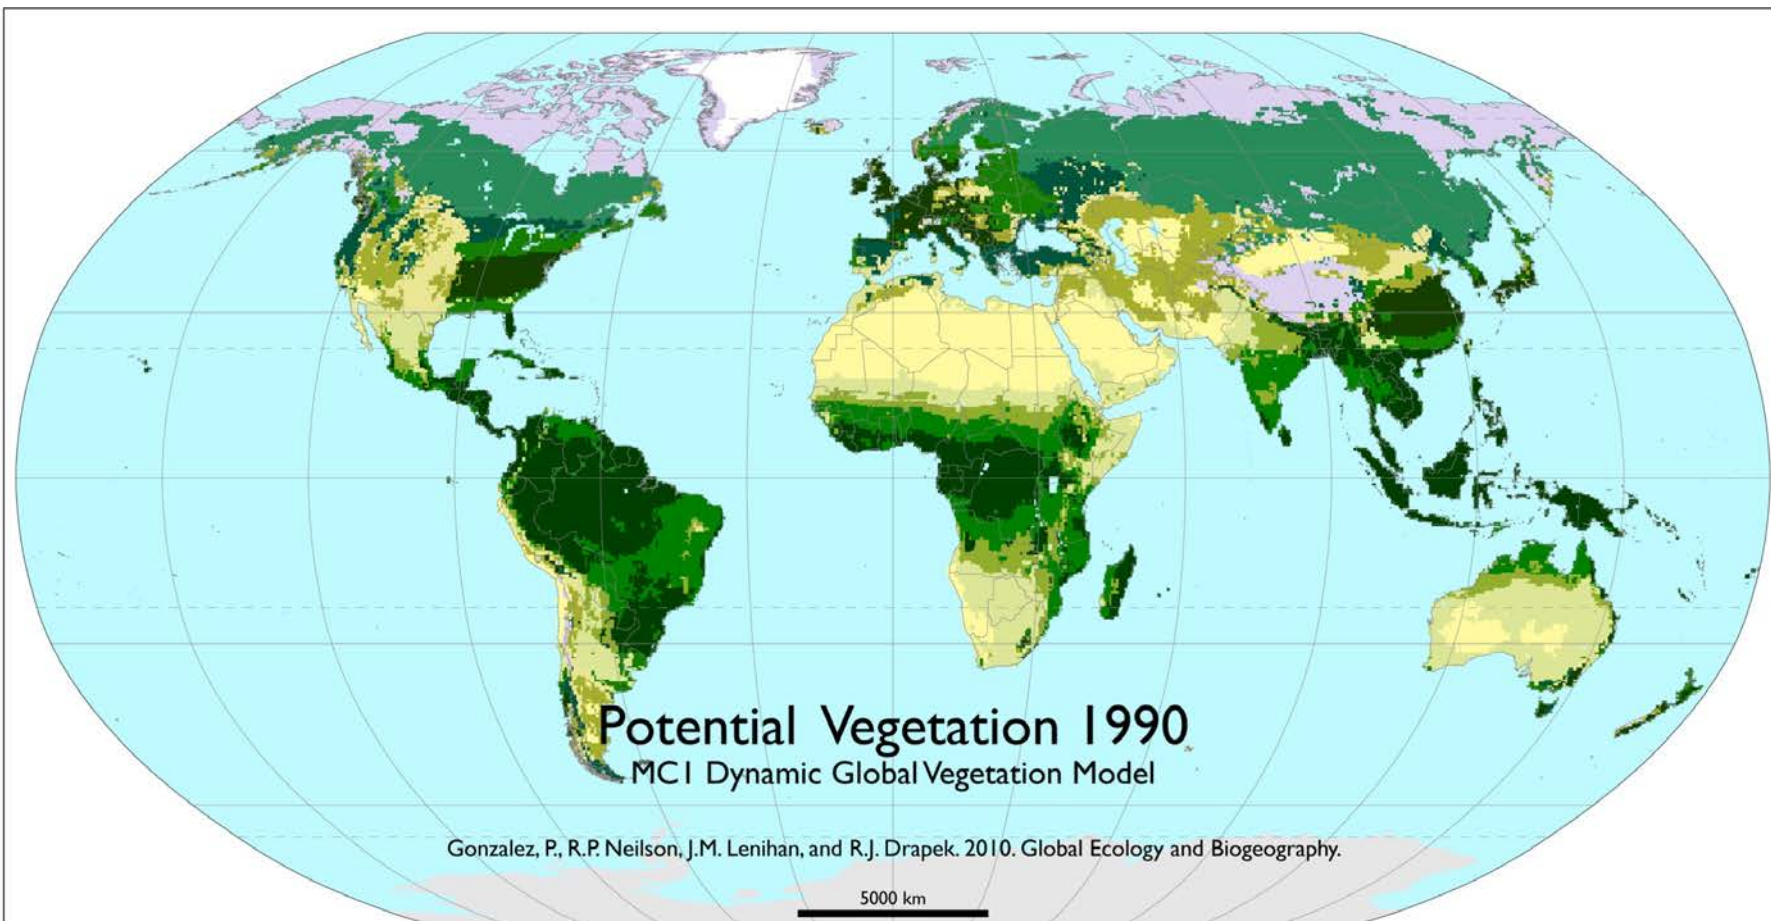 Potential Vegetation 1990
MC1 Dynamic Global Vegetation Model
Gonzalez, P., R.P. Neilson, J.M. Lenihan, and R.J. Drapek. 2010. Global Ecology and Biogeography.
5000 km